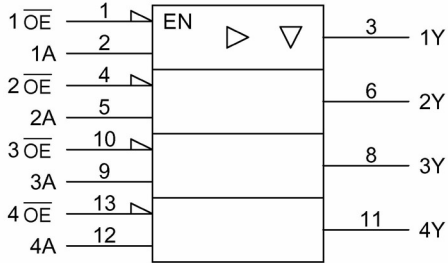 1 OE 1 EN 3 1Y
1A 2
2 OE 4 6 2Y
2A 5
3 OE 10 8 3Y
3A 9
4 OE 13 11 4Y
4A 12